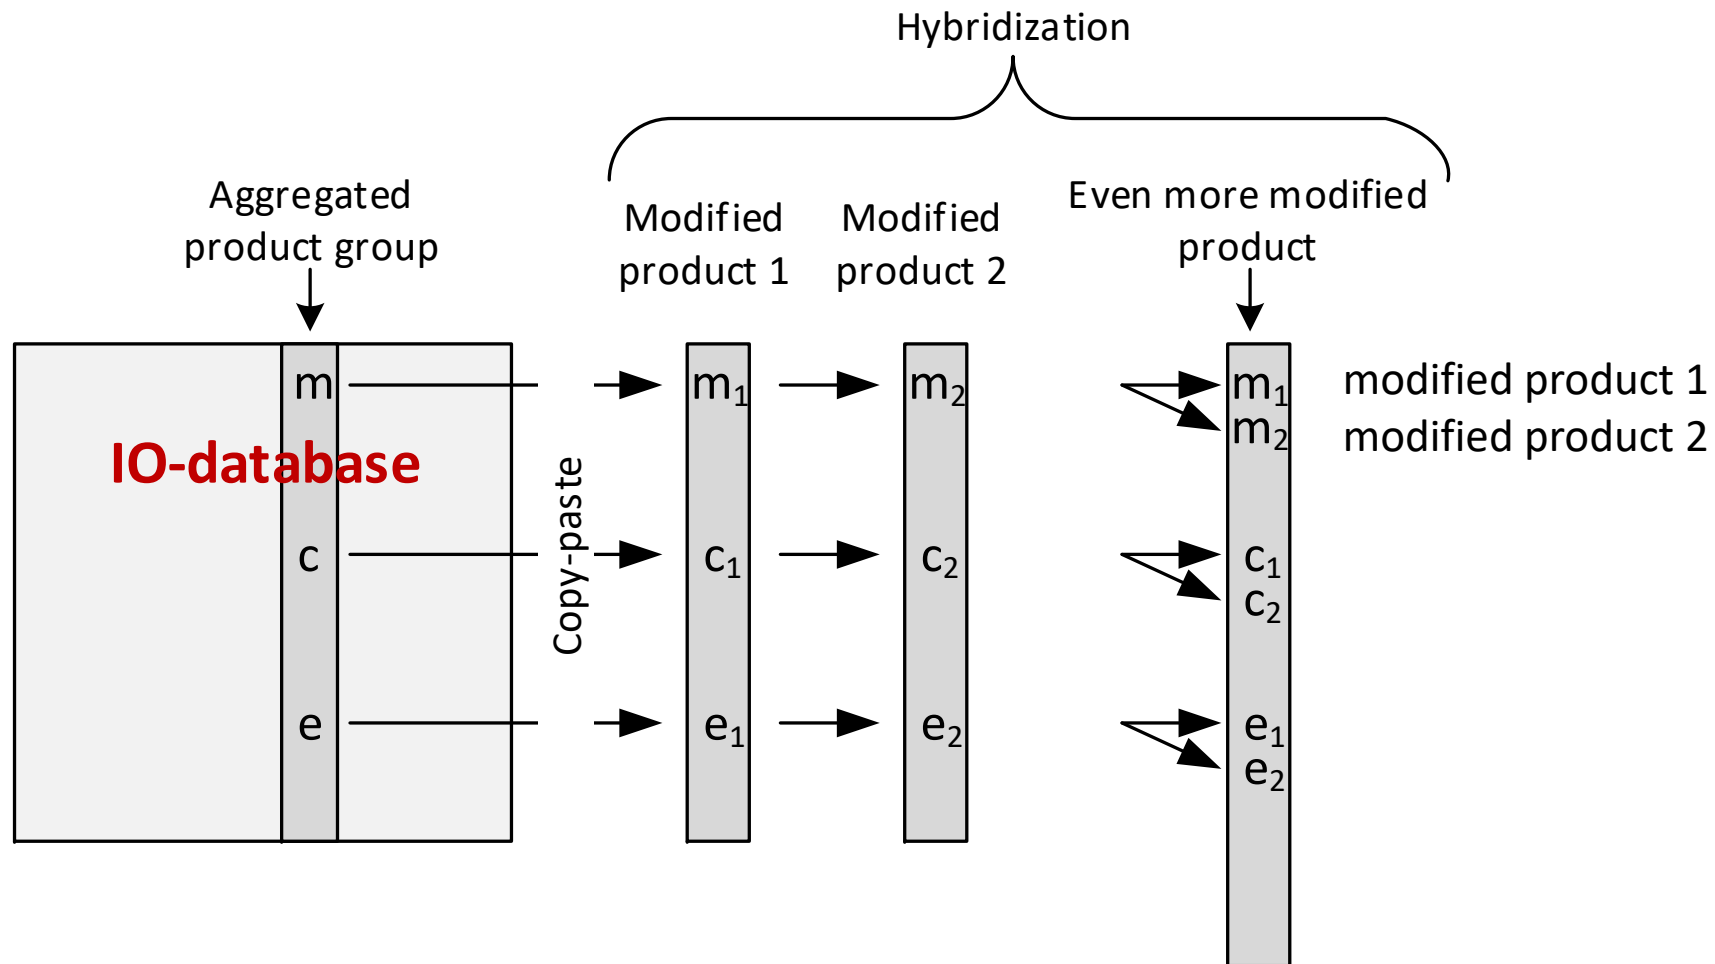 Hybridization
Aggregated
product group
Modified
product 1
Modified
product 2
Even more modified
product
m
m₁
m₂
m₁
modified product 1
m₂
modified product 2
IO-database
Copy-paste
c
c₁
c₂
c₁
c₂
e
e₁
e₂
e₁
e₂